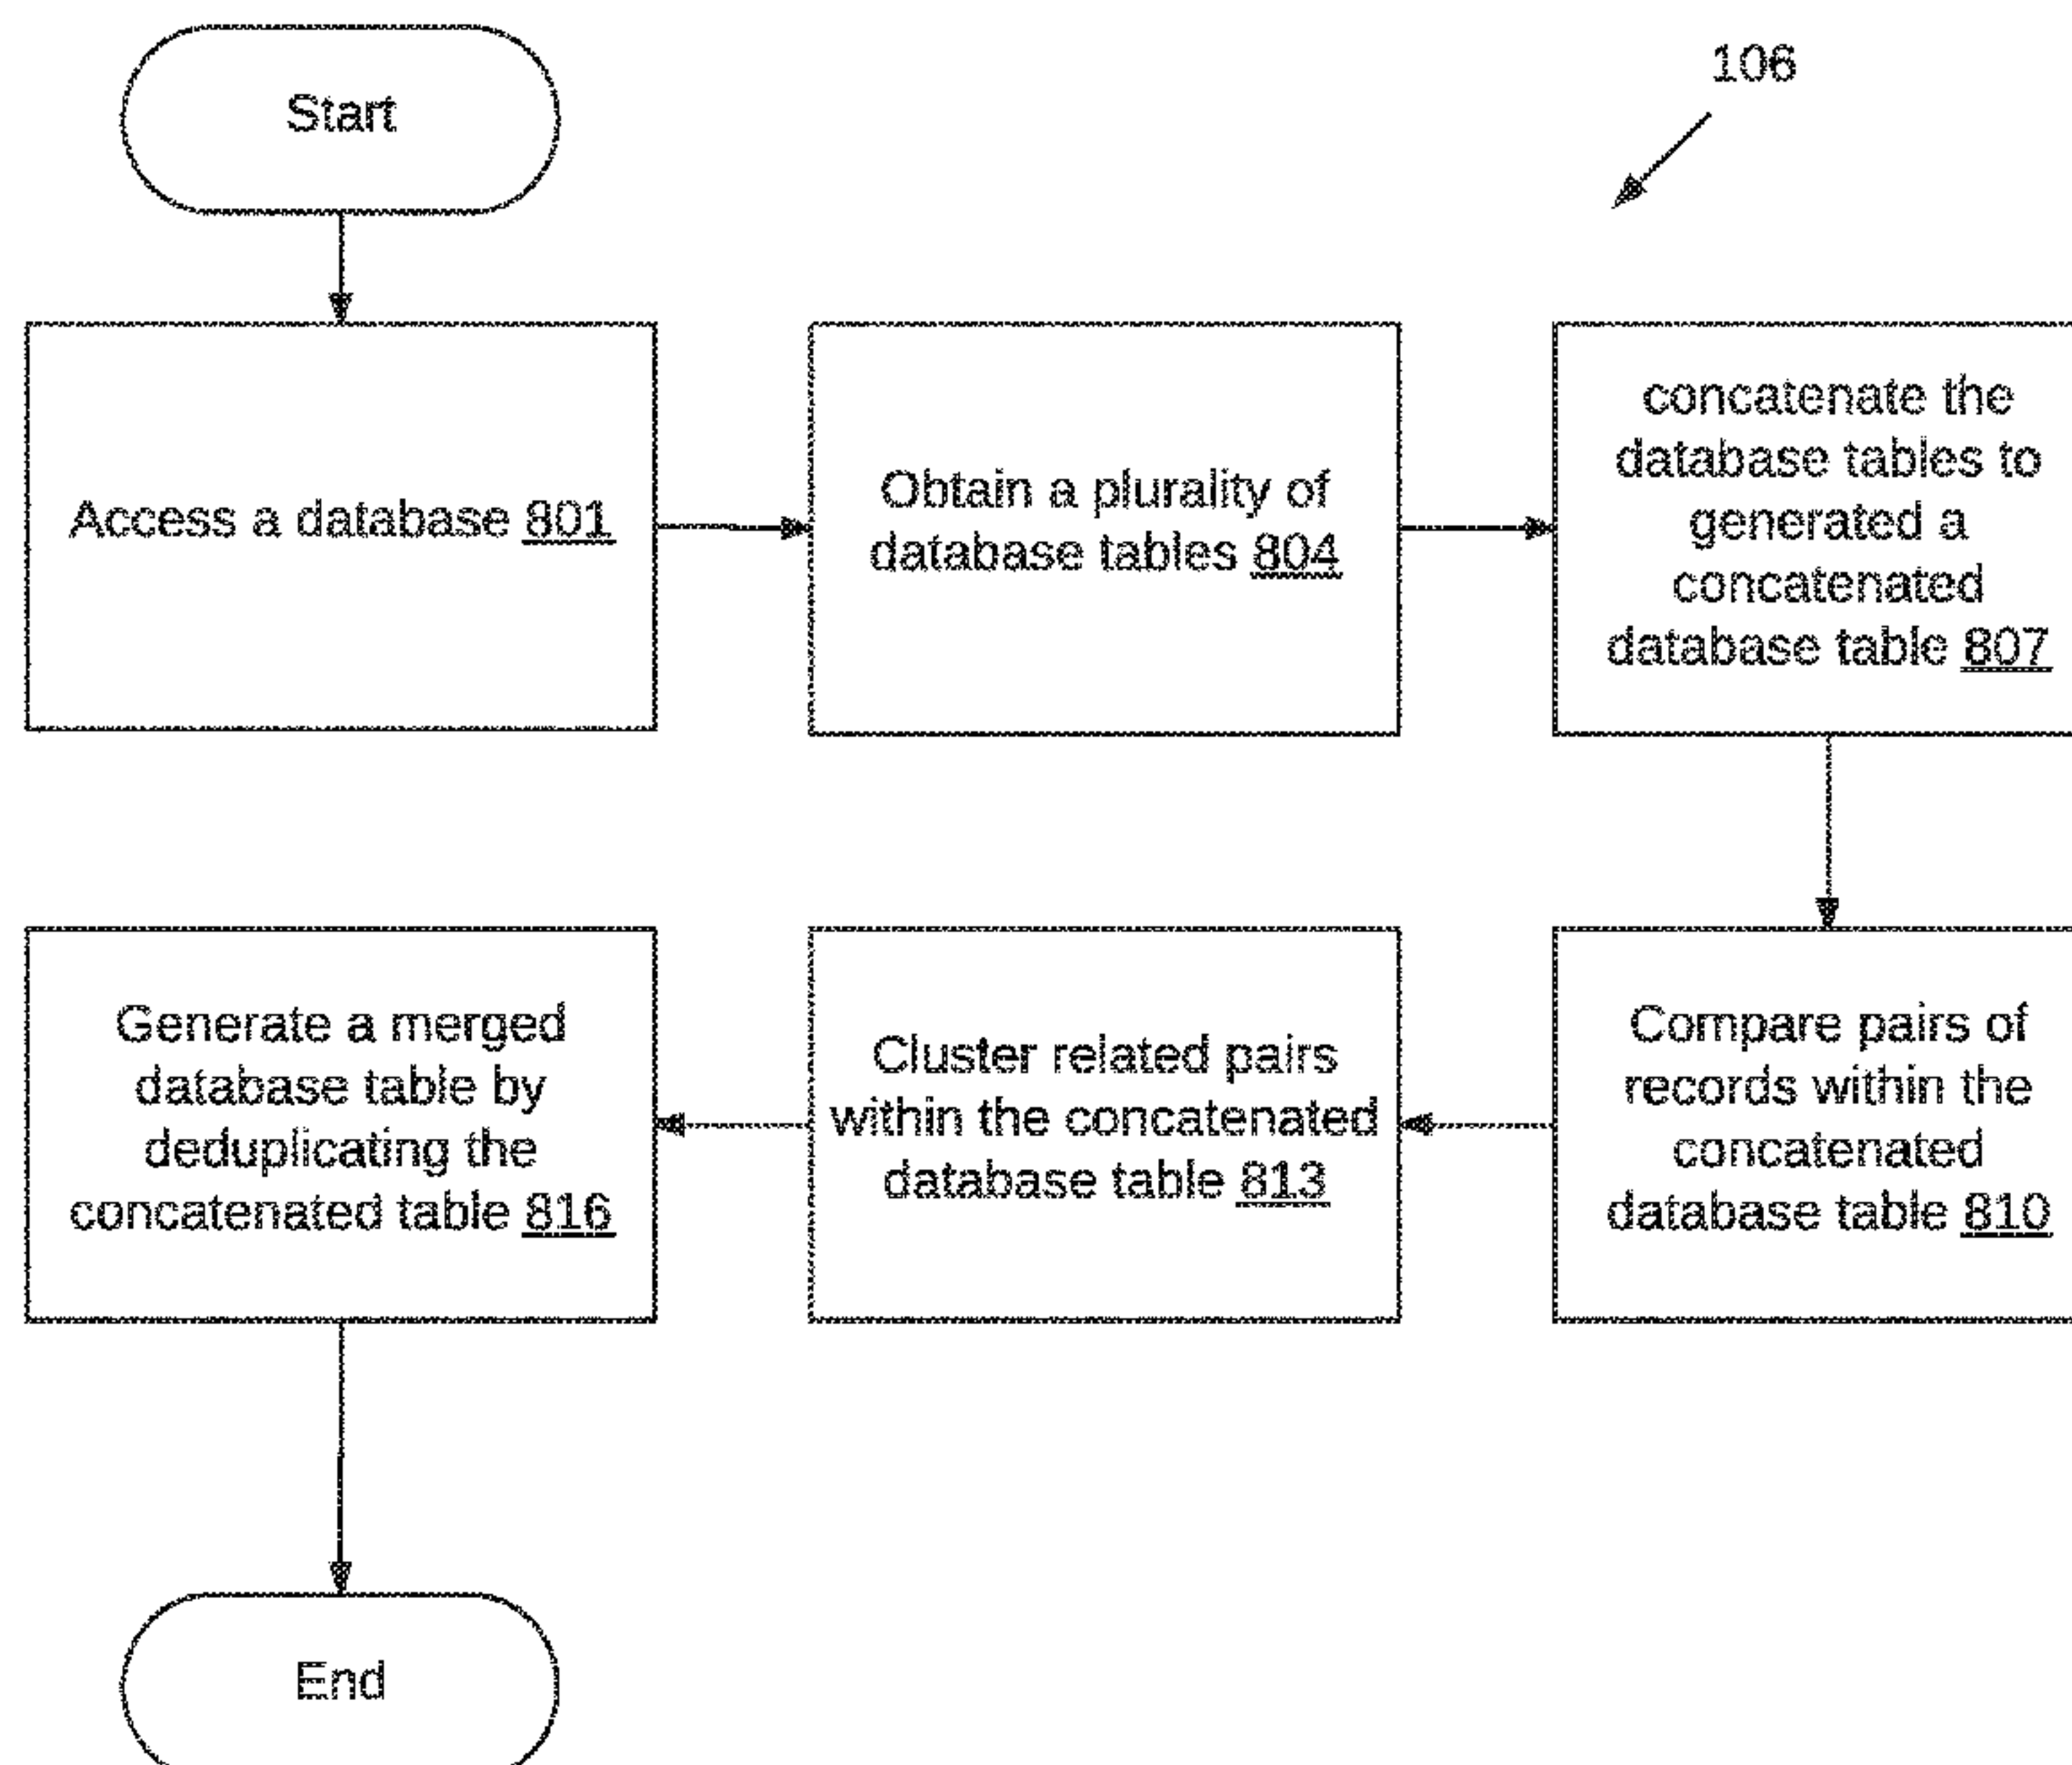 Start
106
Access a database 801
Obtain a plurality of
database tables 804
concatenate the
database tables to
generated a
concatenated
database table 807
Compare pairs of
records within the
concatenated
database table 810
Cluster related pairs
within the concatenated
database table 813
Generate a merged
database table by
deduplicating the
concatenated table 816
End